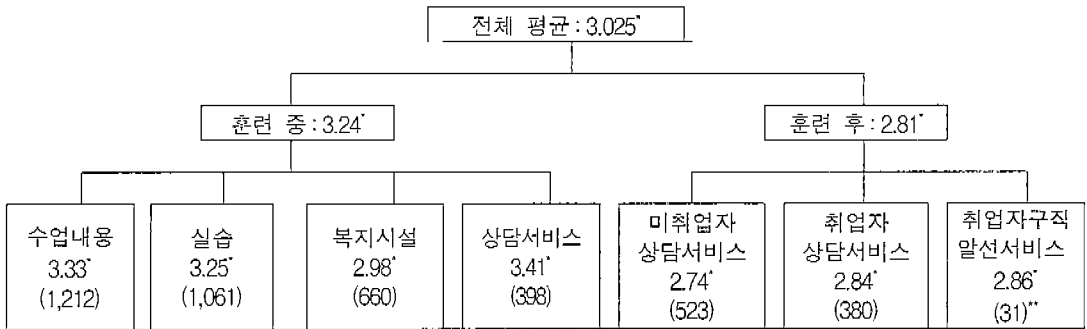 전체 평균 : 3.025*
훈련 중 : 3.24*
훈련 후 : 2.81*
수업내용
3.33*
(1,212)
실습
3.25*
(1,061)
복지시설
2.98*
(660)
상담서비스
3.41*
(398)
미취업자
상담서비스
2.74*
(523)
취업자
상담서비스
2.84*
(380)
취업자구직
알선서비스
2.86*
(31)**